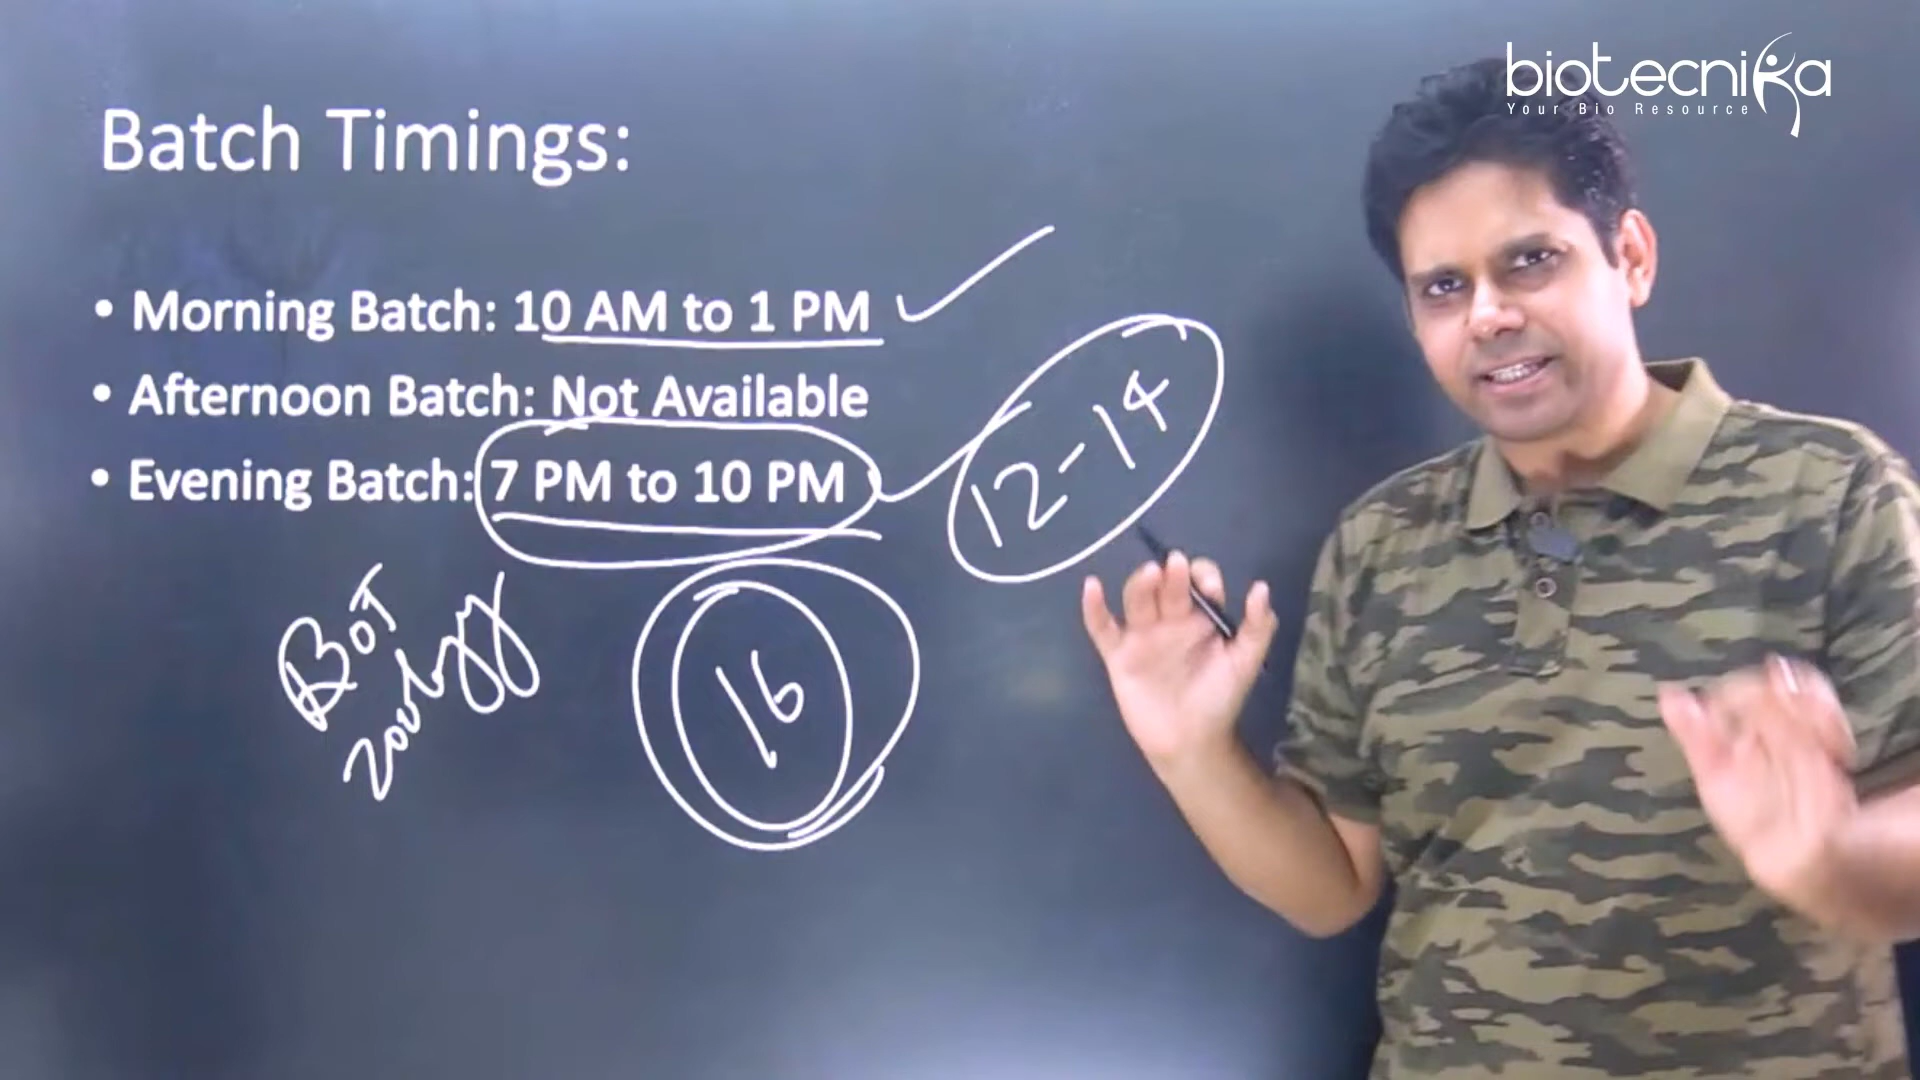 biotecnika
Your Bio Resource
Batch Timings:
• Morning Batch: 10 AM to 1 PM
• Afternoon Batch: Not Available
• Evening Batch: 7 PM to 10 PM
12-14
BOT
zoology
16